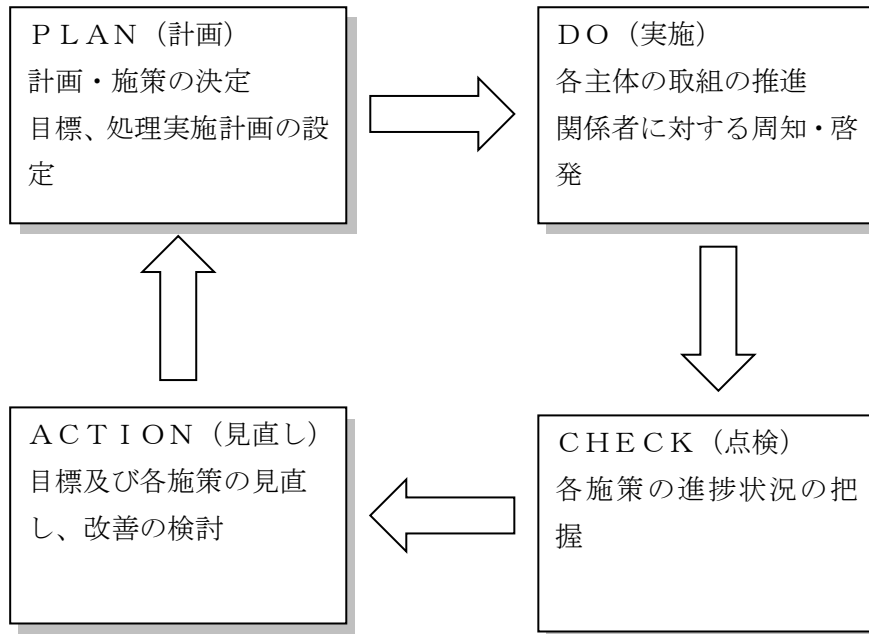 ＰＬＡＮ（計画）
計画・施策の決定
目標、処理実施計画の設
定
ＤＯ（実施）
各主体の取組の推進
関係者に対する周知・啓
発
ＡＣＴＩＯＮ（見直し）
目標及び各施策の見直
し、改善の検討
ＣＨＥＣＫ（点検）
各施策の進捗状況の把
握